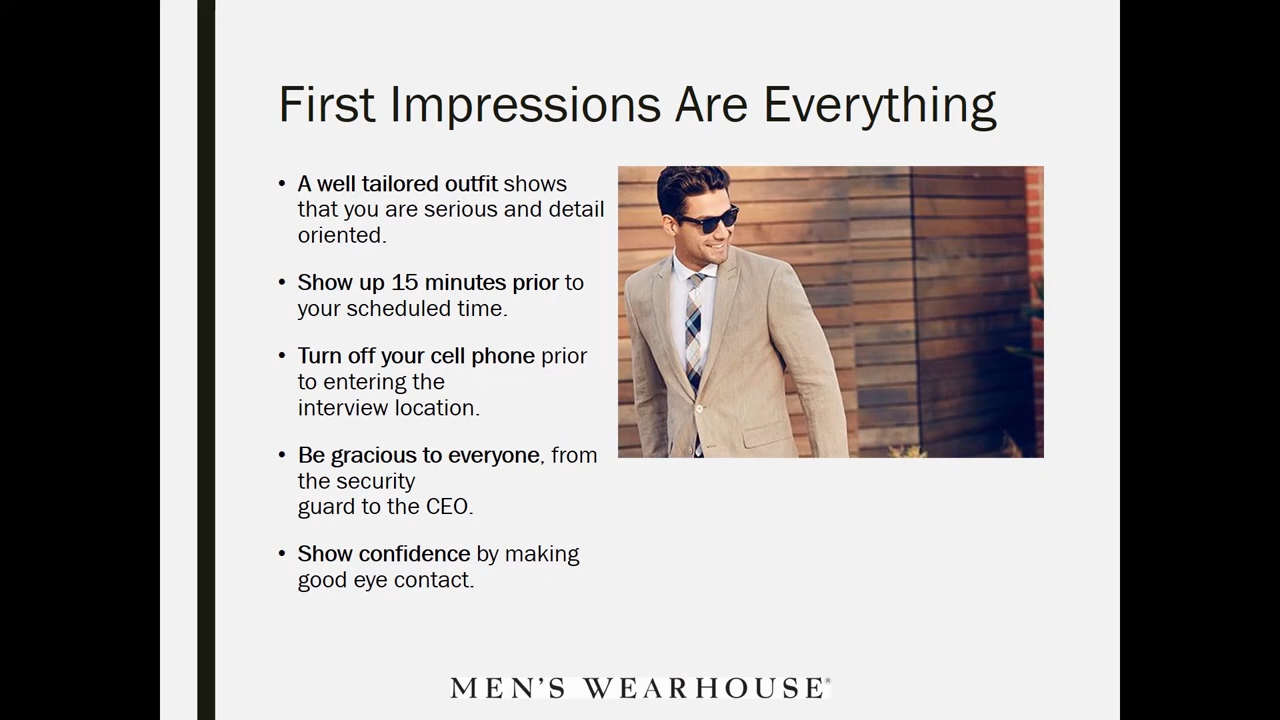 First Impressions Are Everything
• A well tailored outfit shows
that you are serious and detail
oriented.
• Show up 15 minutes prior to
your scheduled time.
• Turn off your cell phone prior
to entering the
interview location.
• Be gracious to everyone, from
the security
guard to the CEO.
• Show confidence by making
good eye contact.
MEN'S WEARHOUSE®